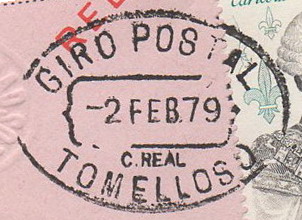 GIRO POSTAL
-2 FEB.79
C.REAL
TOMELLOSO